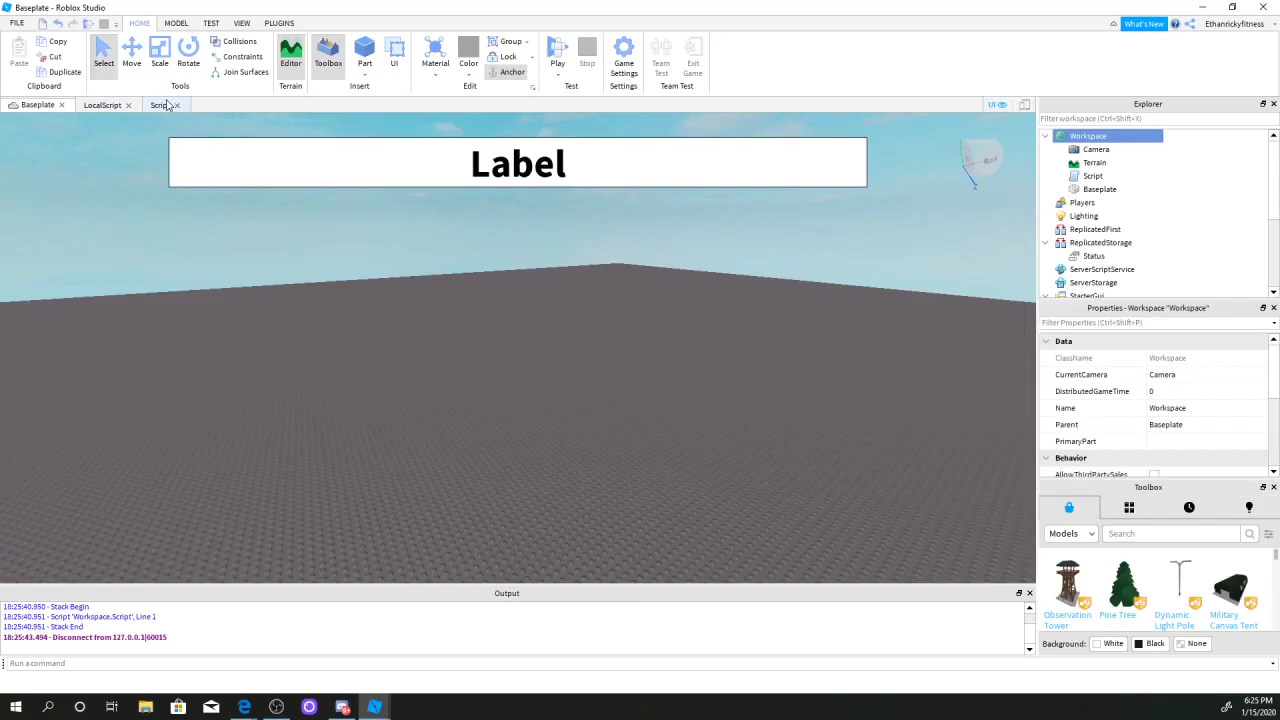 Baseplate - Roblox Studio
FILE
HOME
MODEL
TEST
VIEW
PLUGINS
What's New
Ethanrickyfitness
Paste
Copy
Cut
Duplicate
Clipboard
Select
Move
Scale
Rotate
Collisions
Constraints
Join Surfaces
Tools
Editor
Terrain
Toolbox
Part
UI
Insert
Material
Color
Group
Lock
Anchor
Edit
Play
Stop
Test
Game Settings
Settings
Team Test
Exit Game
Team Test
Baseplate
LocalScript
UI
Label
Explorer
Filter workspace (Ctrl+Shift+X)
Workspace
Camera
Terrain
Script
Baseplate
Players
Lighting
ReplicatedFirst
ReplicatedStorage
Status
ServerScriptService
ServerStorage
StarterGui
Properties - Workspace "Workspace"
Filter Properties (Ctrl+Shift+P)
Data
ClassName Workspace
CurrentCamera Camera
DistributedGameTime 0
Name Workspace
Parent Baseplate
PrimaryPart
Behavior
AllowThirdPartySales
Toolbox
Models
Search
Observation Tower
Pine Tree
Dynamic Light Pole
Military Canvas Tent
Background: White Black None
Output
18:25:40.950 - Stack Begin
18:25:40.951 - Script 'Workspace.Script', Line 1
18:25:40.951 - Stack End
18:25:43.494 - Disconnect from 127.0.0.1|60015
Run a command
6:25 PM
1/15/2020